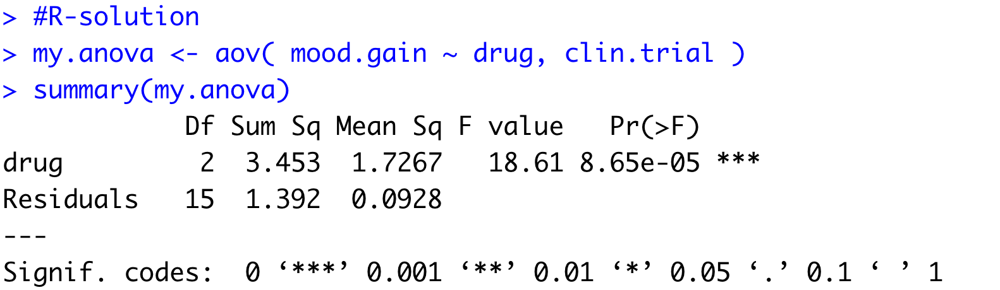 > #R-solution
> my.anova <- aov( mood.gain ~ drug, clin.trial )
> summary(my.anova)
            Df Sum Sq Mean Sq F value   Pr(>F)
drug         2  3.453  1.7267   18.61 8.65e-05 ***
Residuals   15  1.392  0.0928
---
Signif. codes:  0 ‘***’ 0.001 ‘**’ 0.01 ‘*’ 0.05 ‘.’ 0.1 ‘ ’ 1